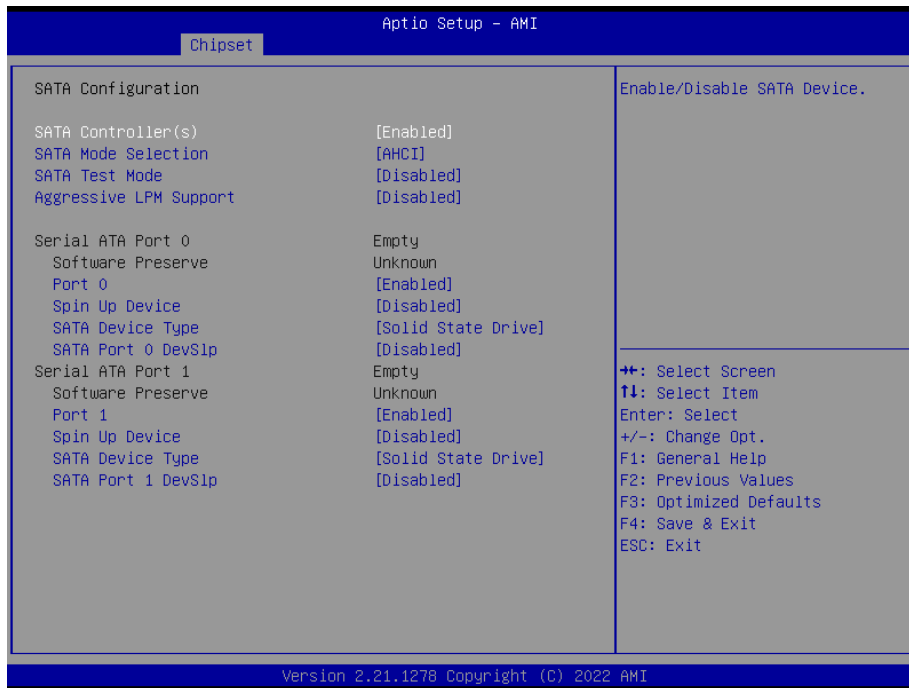 Aptio Setup – AMI
Chipset
SATA Configuration
SATA Controller(s) [Enabled]
SATA Mode Selection [AHCI]
SATA Test Mode [Disabled]
Aggressive LPM Support [Disabled]
Serial ATA Port 0 Empty
Software Preserve Unknown
Port 0 [Enabled]
Spin Up Device [Disabled]
SATA Device Type [Solid State Drive]
SATA Port 0 DevSlp [Disabled]
Serial ATA Port 1 Empty
Software Preserve Unknown
Port 1 [Enabled]
Spin Up Device [Disabled]
SATA Device Type [Solid State Drive]
SATA Port 1 DevSlp [Disabled]
Enable/Disable SATA Device.
→←: Select Screen
↑↓: Select Item
Enter: Select
+/-: Change Opt.
F1: General Help
F2: Previous Values
F3: Optimized Defaults
F4: Save & Exit
ESC: Exit
Version 2.21.1278 Copyright (C) 2022 AMI